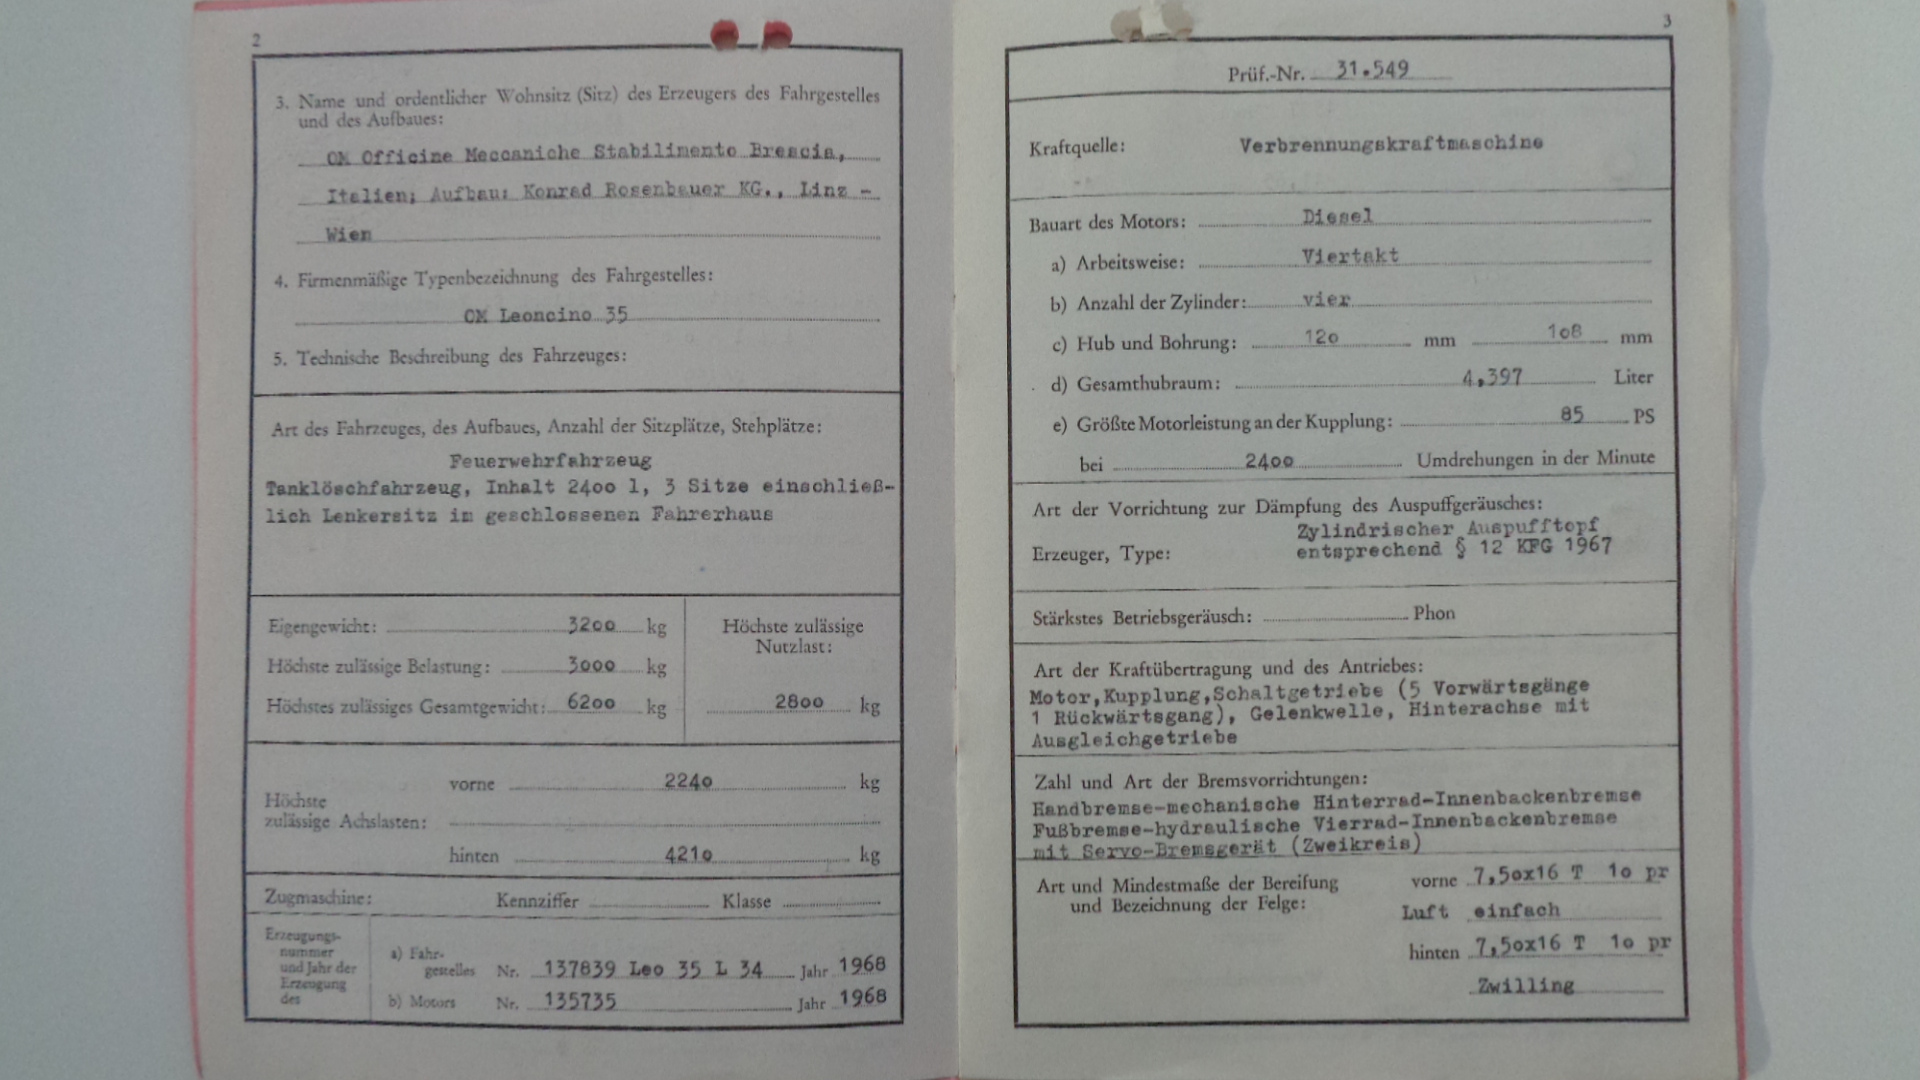 2
3. Name und ordentlicher Wohnsitz (Sitz) des Erzeugers des Fahrgestelles
und des Aufbaues:
OM Officine Meccaniche Stabilimento Brescia,
Italien; Aufbau: Konrad Rosenbauer KG., Linz -
Wien
4. Firmenmäßige Typenbezeichnung des Fahrgestelles:
OM Leoncino 35
5. Technische Beschreibung des Fahrzeuges:
Art des Fahrzeuges, des Aufbaues, Anzahl der Sitzplätze, Stehplätze:
Feuerwehrfahrzeug
Tanklöschfahrzeug, Inhalt 2400 l, 3 Sitze einschließ-
lich Lenkersitz im geschlossenen Fahrerhaus
Eigengewicht: 3200 kg
Höchste zulässige Belastung: 3000 kg
Höchstes zulässiges Gesamtgewicht: 6200 kg
Höchste zulässige
Nutzlast:
2800 kg
Höchste
zulässige Achslasten:
vorne 2240 kg
hinten 4210 kg
Zugmaschine: Kennziffer Klasse
Erzeugungs-
nummer
und Jahr der
Erzeugung
des
a) Fahr-
gestelles Nr. 137839 Leo 35 L 34 Jahr 1968
b) Motors Nr. 135735 Jahr 1968
3
Prüf.-Nr. 31.549
Kraftquelle: Verbrennungskraftmaschine
Bauart des Motors: Diesel
a) Arbeitsweise: Viertakt
b) Anzahl der Zylinder: vier
c) Hub und Bohrung: 120 mm 108 mm
d) Gesamthubraum: 4,397 Liter
e) Größte Motorleistung an der Kupplung: 85 PS
bei 2400 Umdrehungen in der Minute
Art der Vorrichtung zur Dämpfung des Auspuffgeräusches:
Zylindrischer Auspufftopf
Erzeuger, Type: entsprechend § 12 KFG 1967
Stärkstes Betriebsgeräusch: Phon
Art der Kraftübertragung und des Antriebes:
Motor,Kupplung,Schaltgetriebe (5 Vorwärtsgänge
1 Rückwärtsgang), Gelenkwelle, Hinterachse mit
Ausgleichgetriebe
Zahl und Art der Bremsvorrichtungen:
Handbremse-mechanische Hinterrad-Innenbackenbremse
Fußbremse-hydraulische Vierrad-Innenbackenbremse
mit Servo-Bremsgerät (Zweikreis)
Art und Mindestmaße der Bereifung
und Bezeichnung der Felge:
vorne 7,50x16 T 10 pr
Luft einfach
hinten 7,50x16 T 10 pr
Zwilling